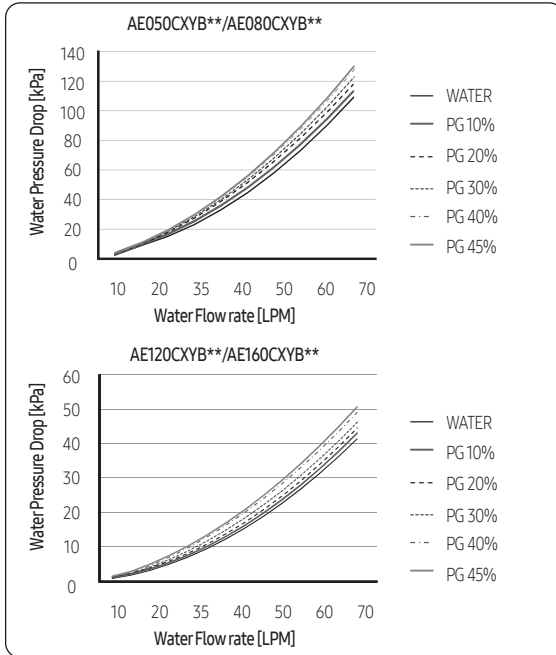 AE050CXYB**/AE080CXYB**
Water Pressure Drop [kPa]
140
120
100
80
60
40
20
0
10 20 35 40 50 60 70
Water Flow rate [LPM]
WATER
PG 10%
PG 20%
PG 30%
PG 40%
PG 45%
AE120CXYB**/AE160CXYB**
Water Pressure Drop [kPa]
60
50
40
30
20
10
0
10 20 35 40 50 60 70
Water Flow rate [LPM]
WATER
PG 10%
PG 20%
PG 30%
PG 40%
PG 45%